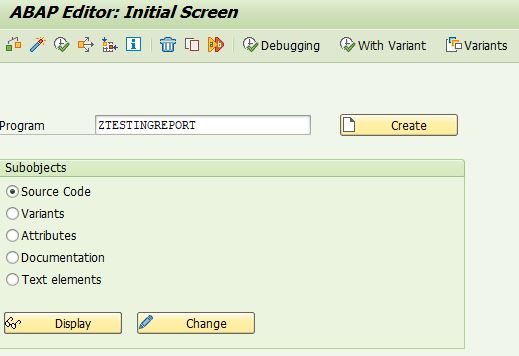 ABAP Editor: Initial Screen
Debugging With Variant Variants
Program ZTESTINGREPORT Create
Subobjects
Source Code
Variants
Attributes
Documentation
Text elements
Display Change